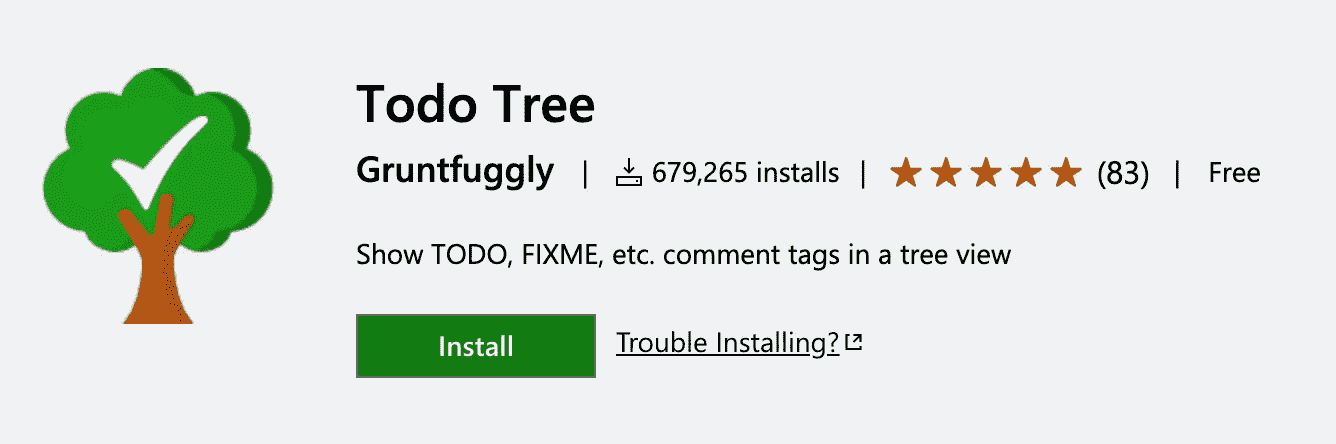 Todo Tree
Gruntfuggly | 679,265 installs | (83) | Free
Show TODO, FIXME, etc. comment tags in a tree view
Install Trouble Installing?